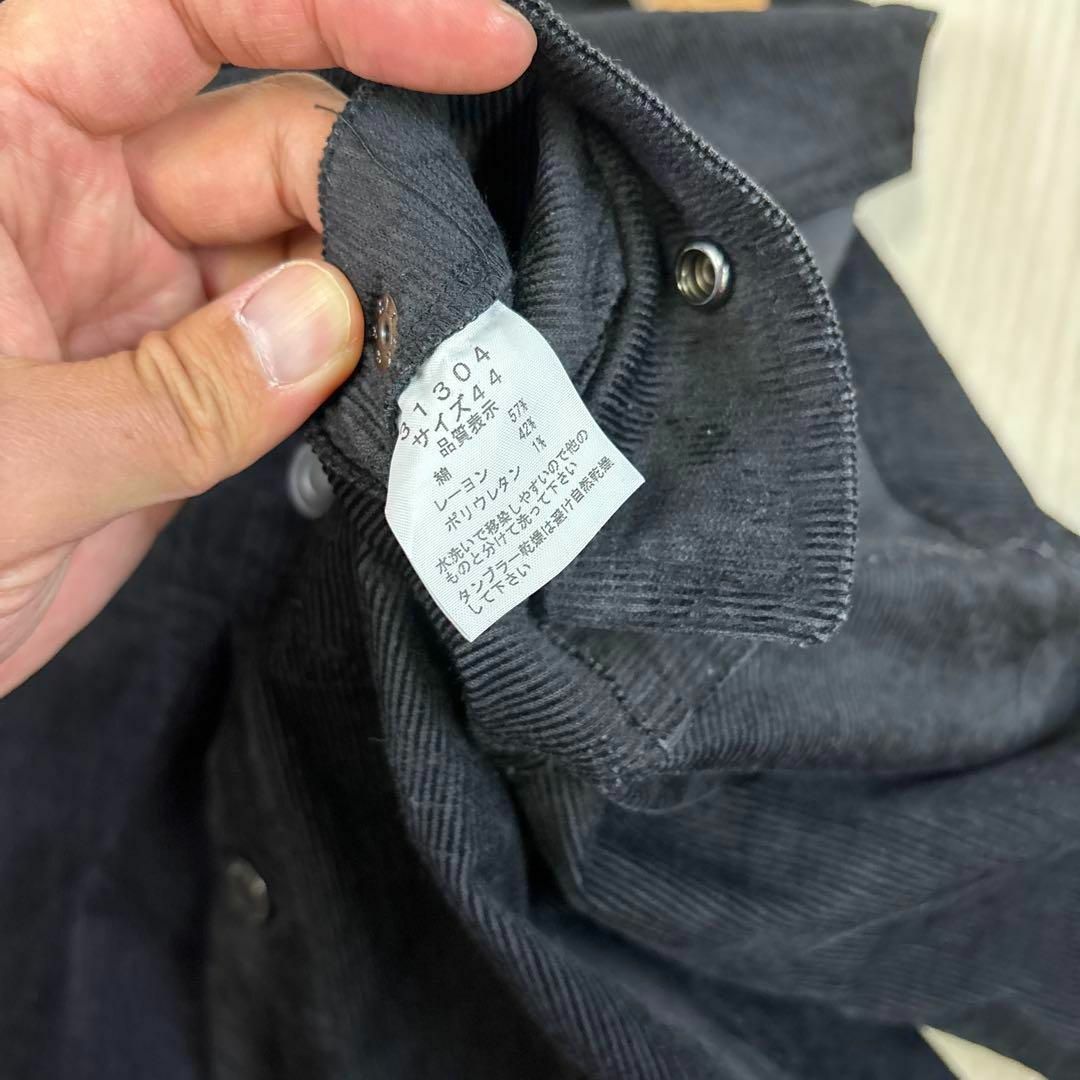 31304
サイズ44
品質表示
綿 57%
レーヨン 42%
ポリウレタン 1%
水洗いで移染しやすいので他の
ものと分けて洗って下さい
タンブラー乾燥は避け自然乾燥
して下さい